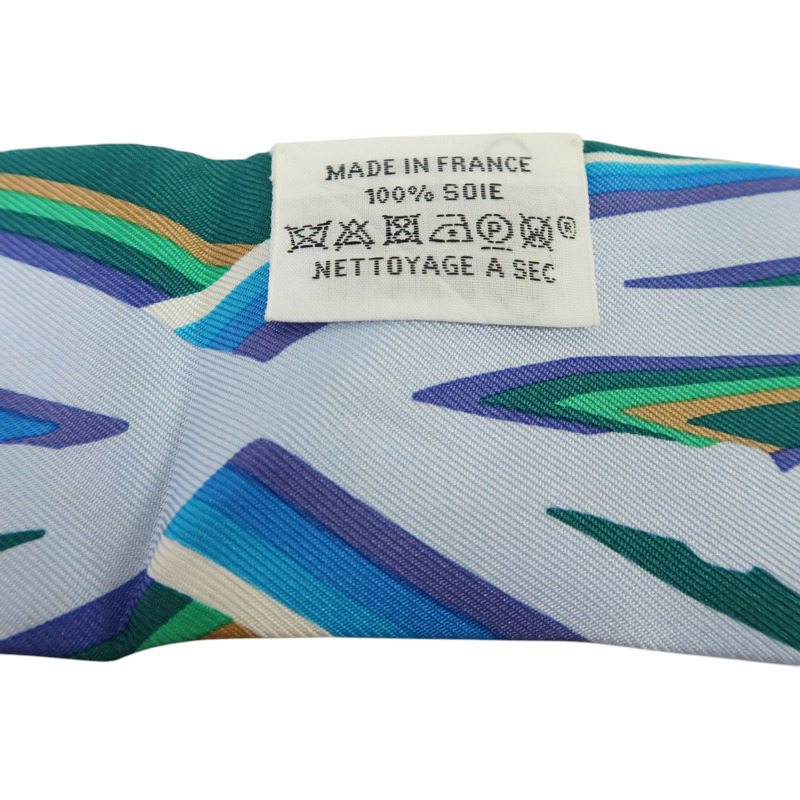 MADE IN FRANCE
100% SOIE
P ®
NETTOYAGE A SEC